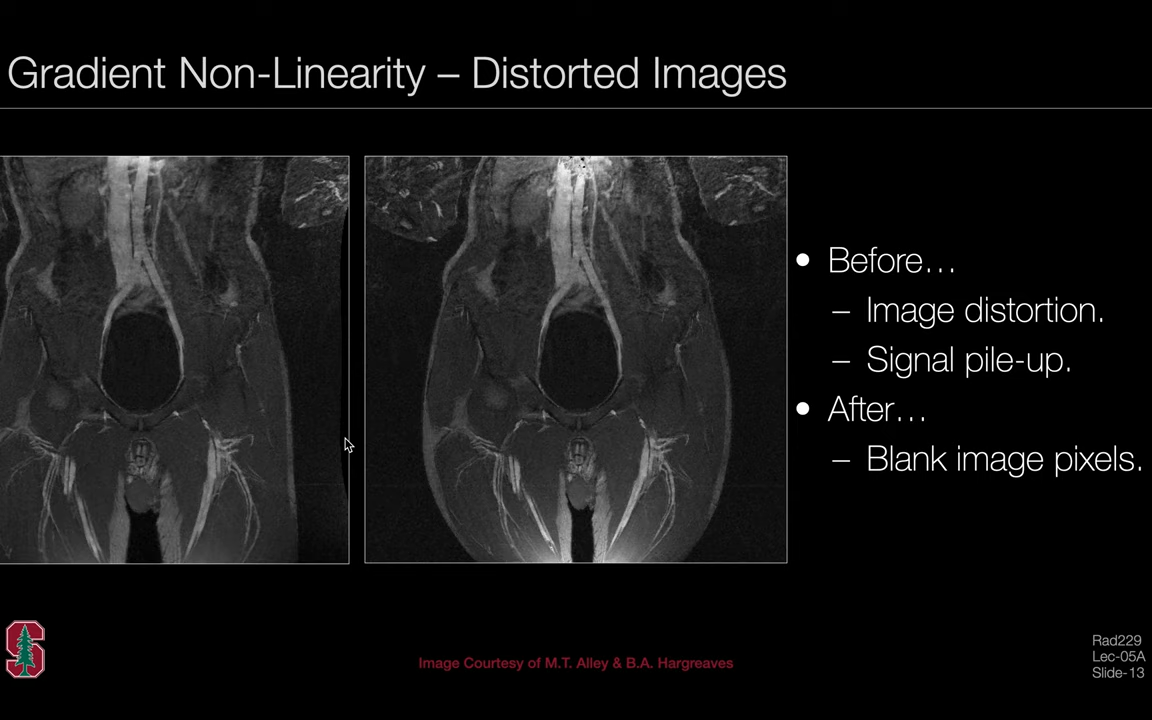 Gradient Non-Linearity – Distorted Images
• Before…
– Image distortion.
– Signal pile-up.
• After…
– Blank image pixels.
Image Courtesy of M.T. Alley & B.A. Hargreaves
Rad229
Lec-05A
Slide-13